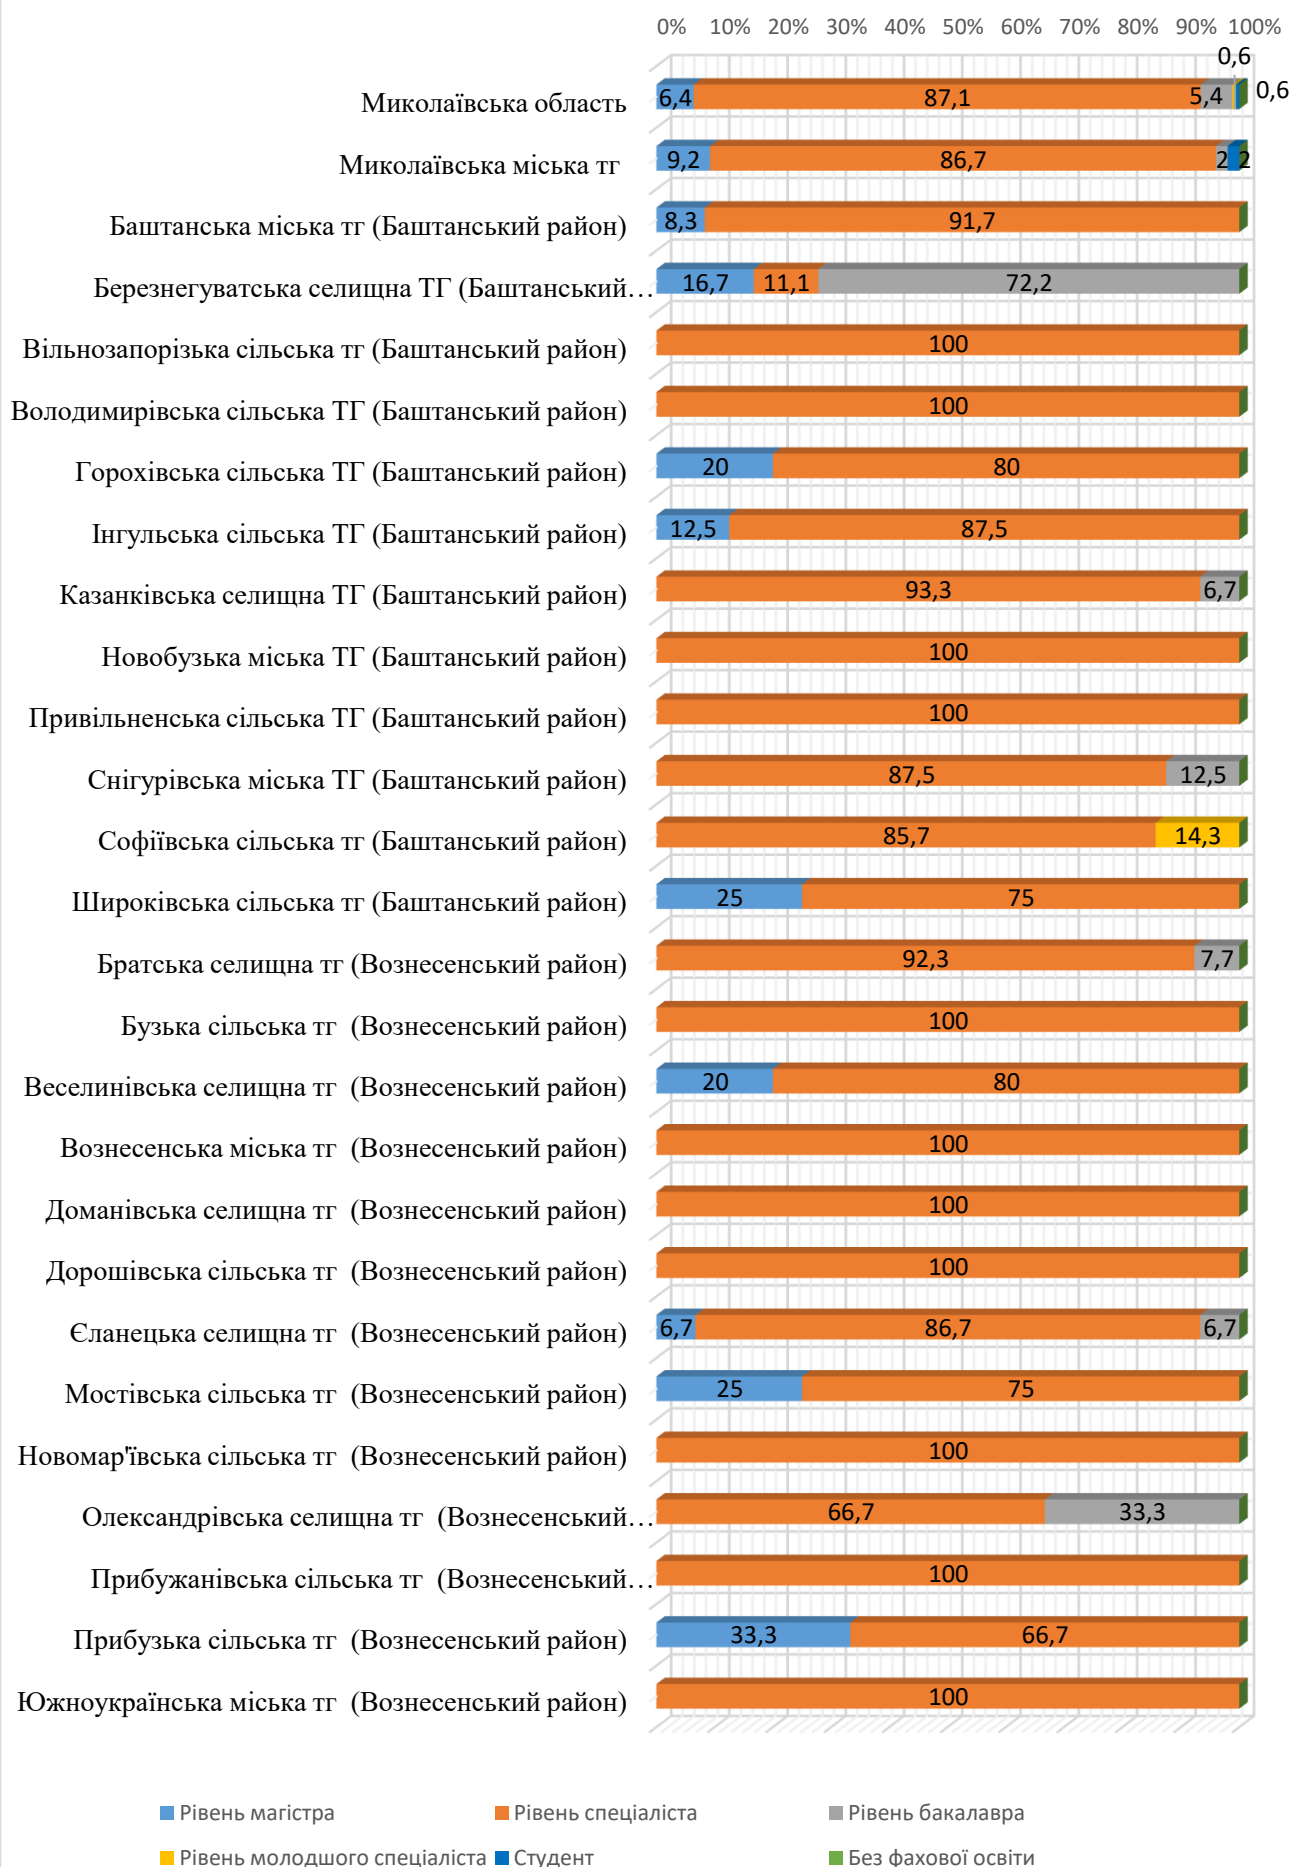 0% 10% 20% 30% 40% 50% 60% 70% 80% 90% 100%
0,6
Миколаївська область 6,4 87,1 5,4 0,6
Миколаївська міська тг 9,2 86,7 2 2
Баштанська міська тг (Баштанський район) 8,3 91,7
Березнегуватська селищна ТГ (Баштанський… 16,7 11,1 72,2
Вільнозапорізька сільська тг (Баштанський район) 100
Володимирівська сільська ТГ (Баштанський район) 100
Горохівська сільська ТГ (Баштанський район) 20 80
Інгульська сільська ТГ (Баштанський район) 12,5 87,5
Казанківська селищна ТГ (Баштанський район) 93,3 6,7
Новобузька міська ТГ (Баштанський район) 100
Привільненська сільська ТГ (Баштанський район) 100
Снігурівська міська ТГ (Баштанський район) 87,5 12,5
Софіївська сільська тг (Баштанський район) 85,7 14,3
Широківська сільська тг (Баштанський район) 25 75
Братська селищна тг (Вознесенський район) 92,3 7,7
Бузька сільська тг (Вознесенський район) 100
Веселинівська селищна тг (Вознесенський район) 20 80
Вознесенська міська тг (Вознесенський район) 100
Доманівська селищна тг (Вознесенський район) 100
Дорошівська сільська тг (Вознесенський район) 100
Єланецька селищна тг (Вознесенський район) 6,7 86,7 6,7
Мостівська сільська тг (Вознесенський район) 25 75
Новомар'ївська сільська тг (Вознесенський район) 100
Олександрівська селищна тг (Вознесенський… 66,7 33,3
Прибужанівська сільська тг (Вознесенський… 100
Прибузька сільська тг (Вознесенський район) 33,3 66,7
Южноукраїнська міська тг (Вознесенський район) 100
Рівень магістра Рівень спеціаліста Рівень бакалавра
Рівень молодшого спеціаліста Студент Без фахової освіти